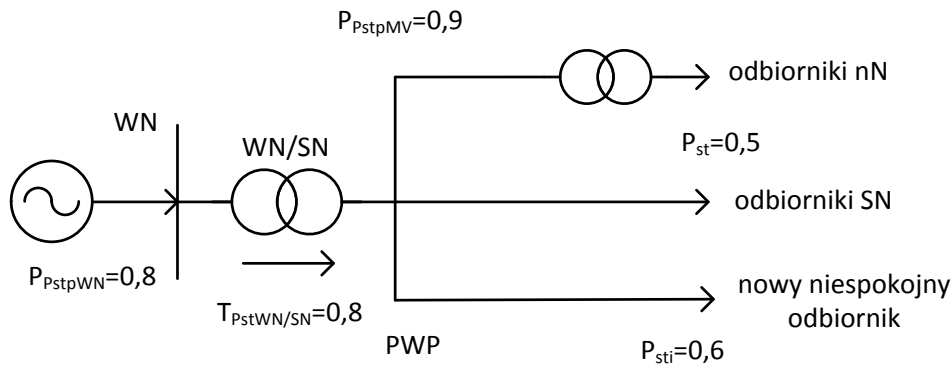 P_PstpMV=0,9
odbiorniki nN
WN
WN/SN
P_st=0,5
odbiorniki SN
P_PstpWN=0,8
T_PstWN/SN=0,8
nowy niespokojny
odbiornik
PWP
P_sti=0,6